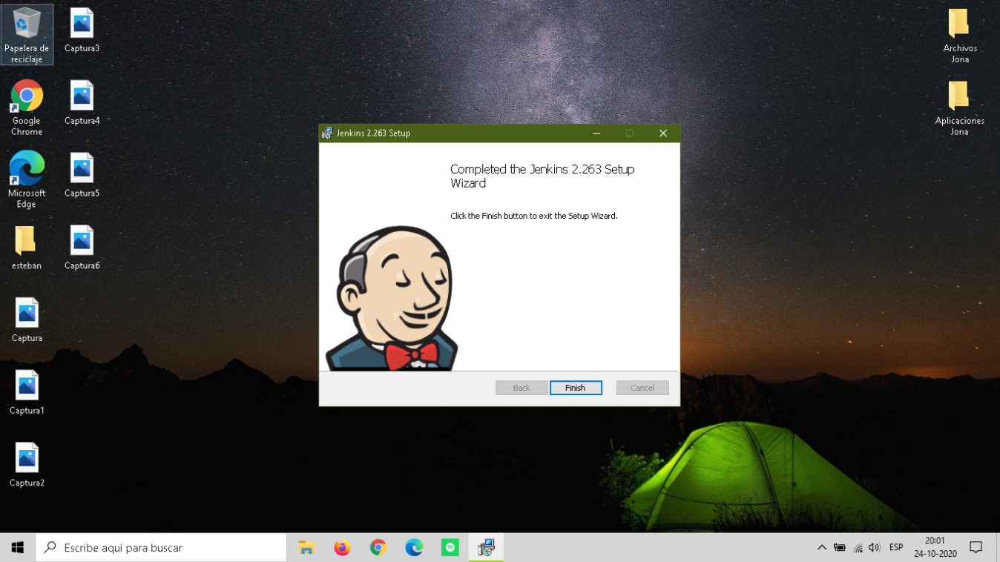 Papelera de
reciclaje
Captura3
Google
Chrome
Captura4
Microsoft
Edge
Captura5
esteban
Captura6
Captura
Captura1
Captura2
Archivos
Jona
Aplicaciones
Jona
Jenkins 2.263 Setup
Completed the Jenkins 2.263 Setup
Wizard
Click the Finish button to exit the Setup Wizard.
Back
Finish
Cancel
Escribe aquí para buscar
ESP
20:01
24-10-2020